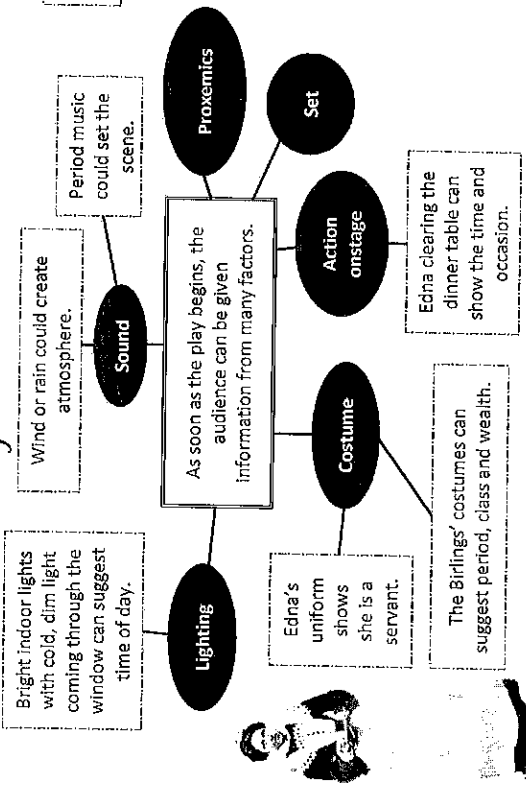 Bright indoor lights
with cold, dim light
coming through the
window can suggest
time of day.
Lighting
Wind or rain could create
atmosphere.
Sound
Period music
could set the
scene.
As soon as the play begins, the
audience can be given
information from many factors.
Proxemics
Set
Action
onstage
Edna clearing the
dinner table can
show the time and
occasion.
Costume
Edna's
uniform
shows
she is a
servant.
The Birlings' costumes can
suggest period, class and wealth.